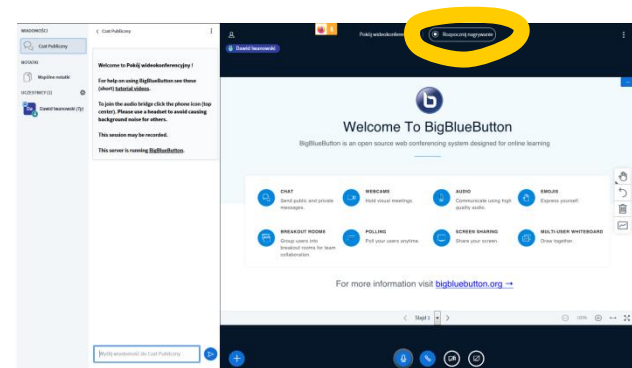 WIADOMOŚCI
Czat Publiczny
NOTATKI
Wspólne notatki
UCZESTNICY (1)
Dawid Iwanowski (Ty)
Czat Publiczny
Welcome to Pokój wideokonferencyjny !
For help on using BigBlueButton see these
(short) tutorial videos.
To join the audio bridge click the phone icon (top
center). Please use a headset to avoid causing
background noise for others.
This session may be recorded.
This server is running BigBlueButton.
Wyślij wiadomość do Czat Publiczny
Pokój wideokonferencyjny
Rozpocznij nagrywanie
Dawid Iwanowski
b
Welcome To BigBlueButton
BigBlueButton is an open source web conferencing system designed for online learning
CHAT
Send public and private
messages.
WEBCAMS
Hold visual meetings.
AUDIO
Communicate using high
quality audio.
EMOJIS
Express yourself.
BREAKOUT ROOMS
Group users into
breakout rooms for team
collaboration.
POLLING
Poll your users anytime.
SCREEN SHARING
Share your screen.
MULTI-USER WHITEBOARD
Draw together.
For more information visit bigbluebutton.org →
Slajd 1
100%